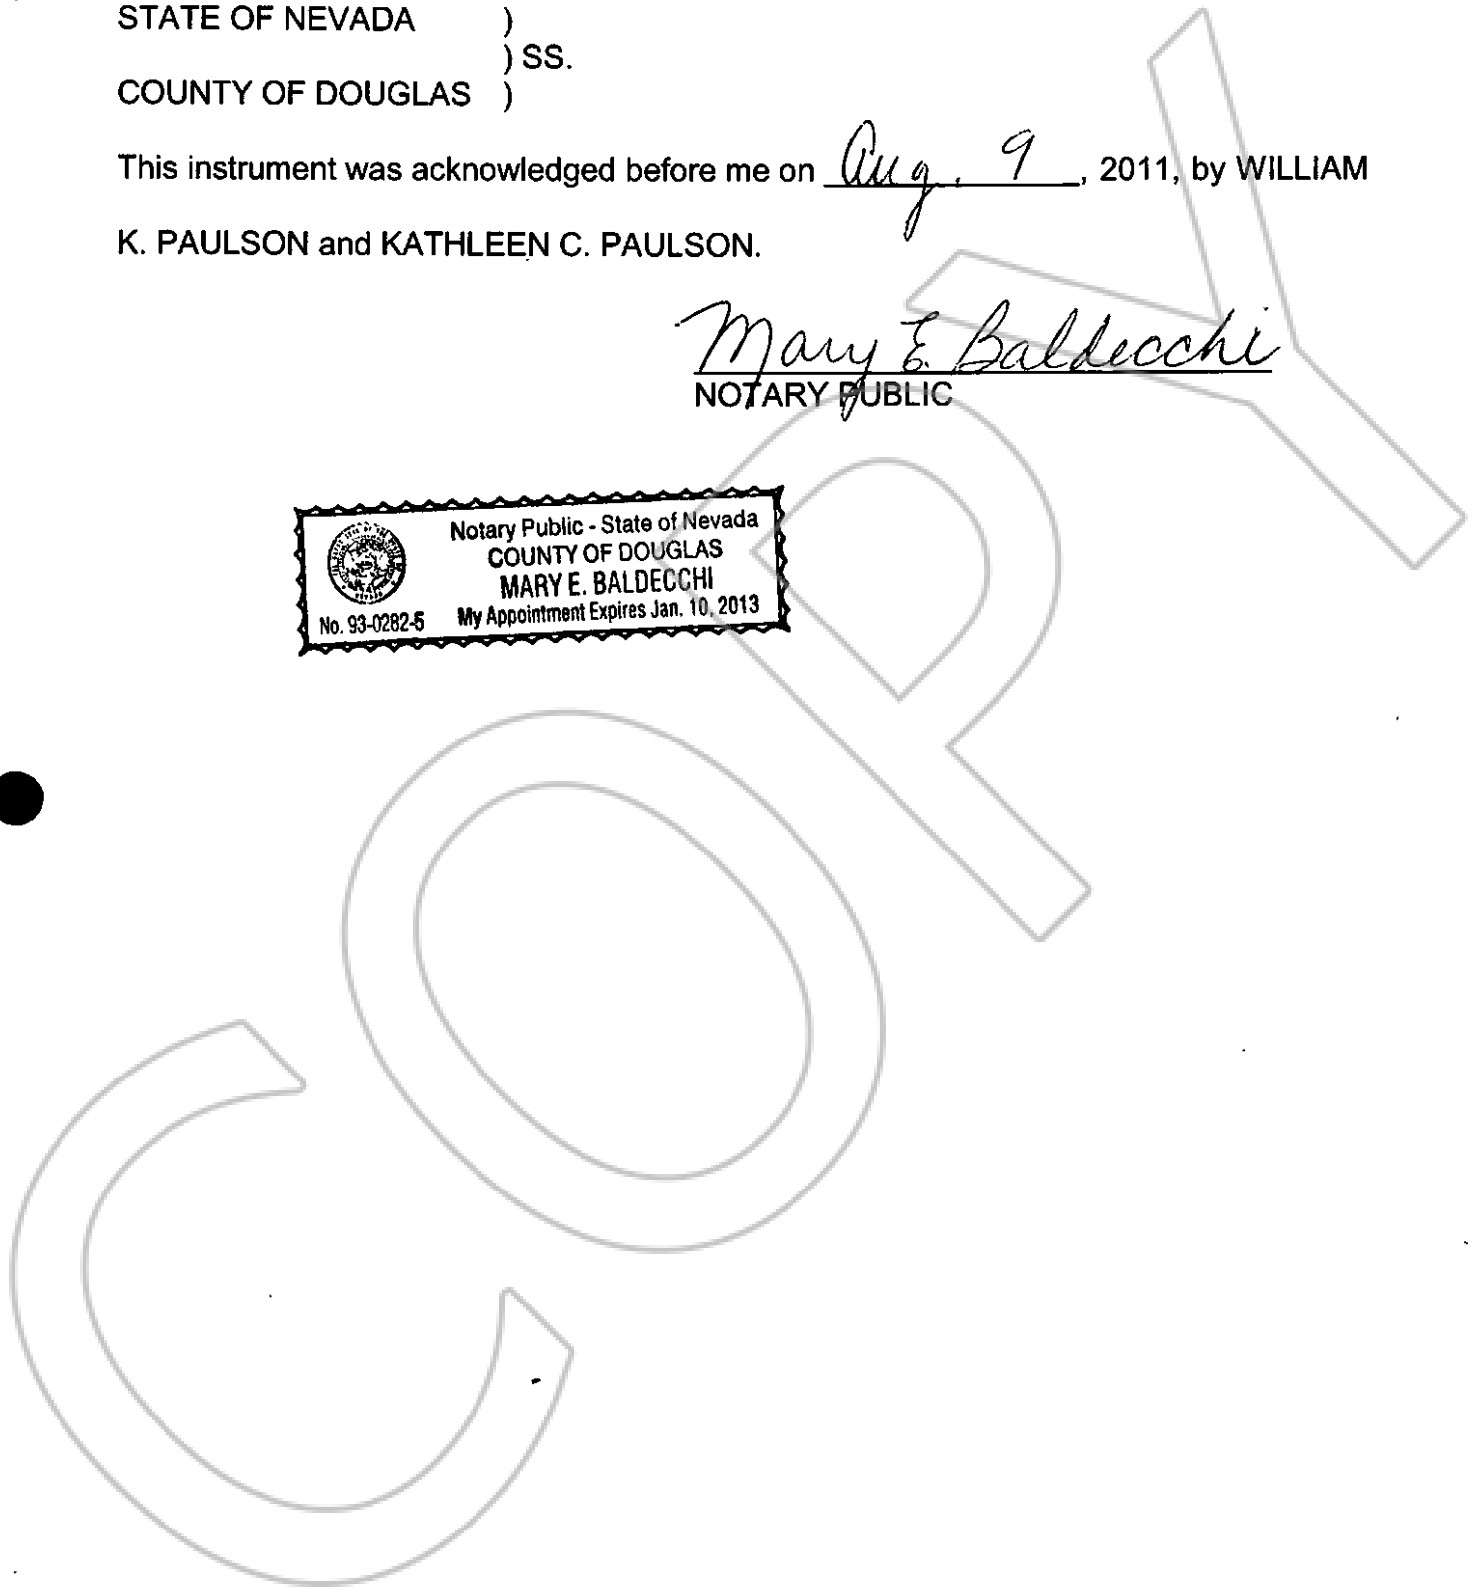 STATE OF NEVADA )
) SS.
COUNTY OF DOUGLAS )
This instrument was acknowledged before me on Aug. 9, 2011, by WILLIAM
K. PAULSON and KATHLEEN C. PAULSON.
Mary E. Baldecchi
NOTARY PUBLIC
Notary Public - State of Nevada
COUNTY OF DOUGLAS
MARY E. BALDECCHI
No. 93-0282-5 My Appointment Expires Jan. 10, 2013
COPY